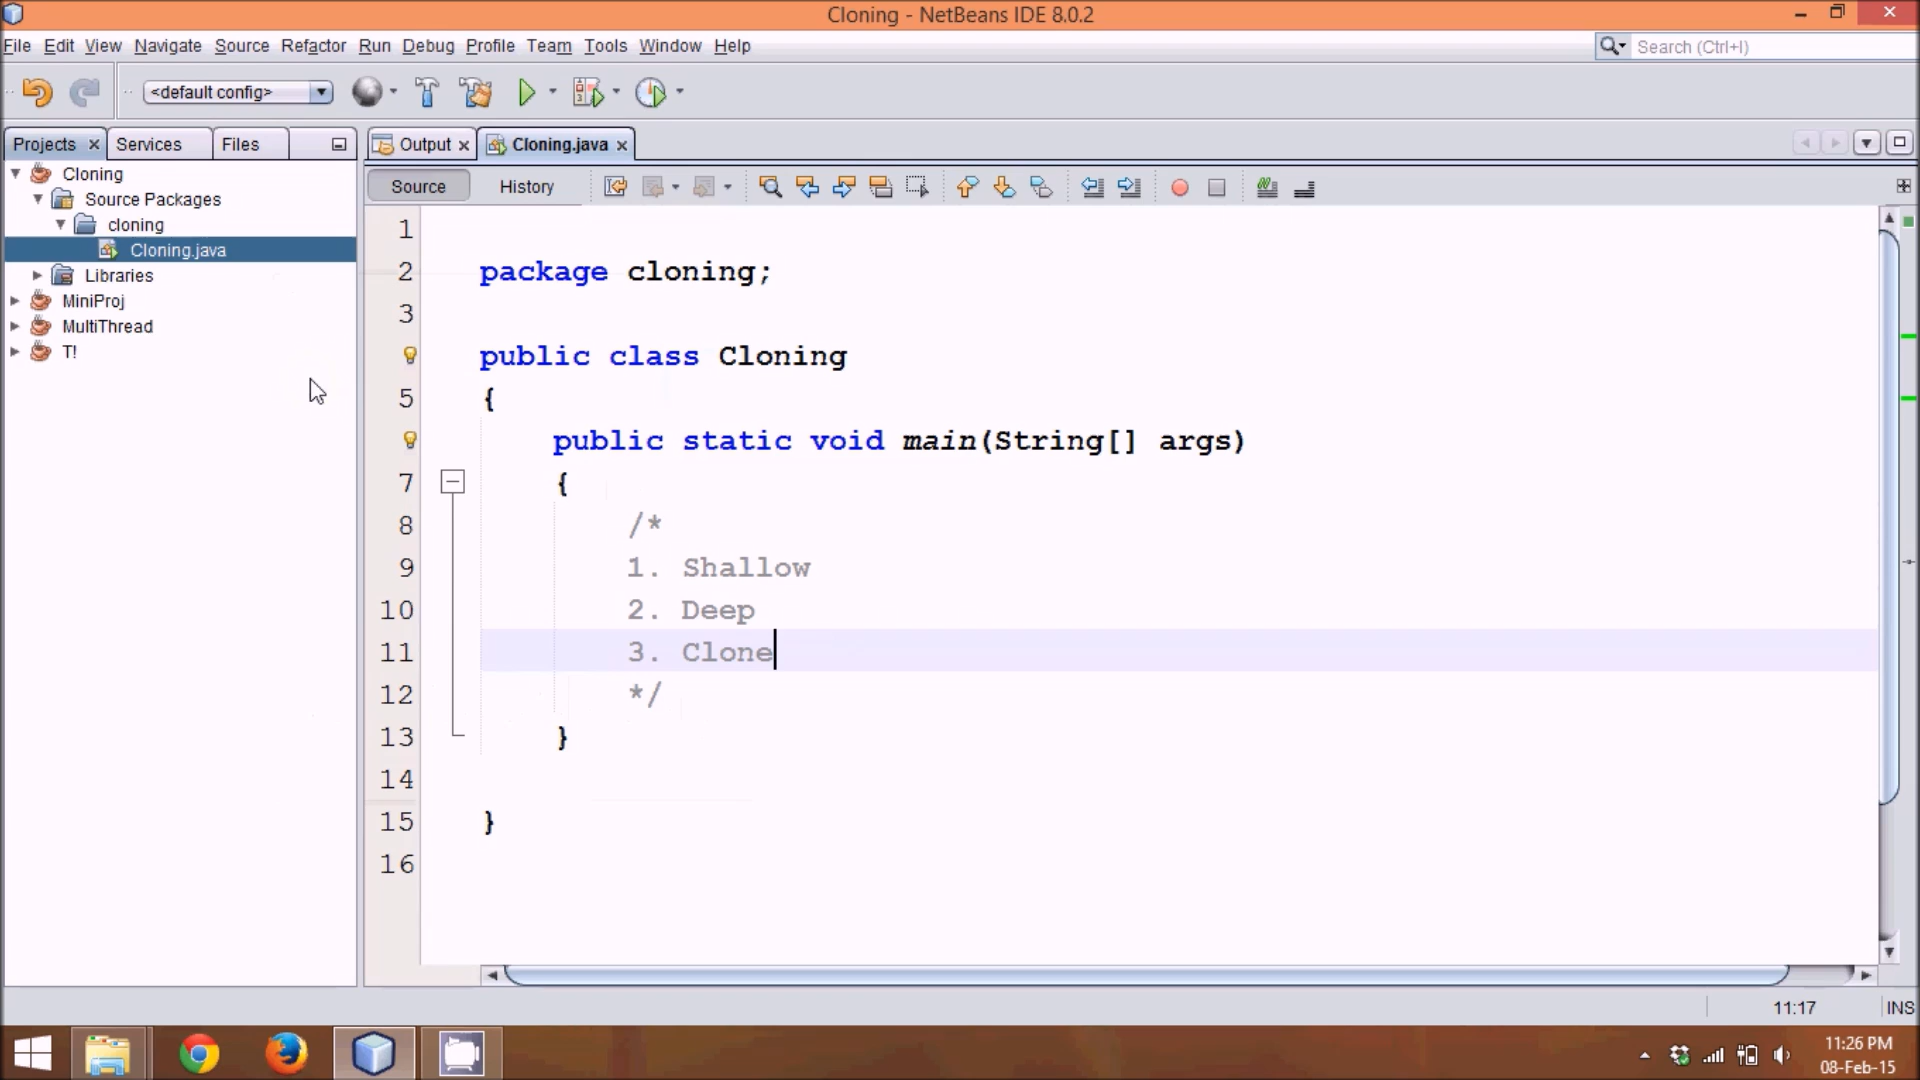 Cloning - NetBeans IDE 8.0.2
File Edit View Navigate Source Refactor Run Debug Profile Team Tools Window Help
Search (Ctrl+I)
<default config>
Projects Services Files
Output Cloning.java
Cloning
Source Packages
cloning
Cloning.java
Libraries
MiniProj
MultiThread
T!
Source History
1
2 package cloning;
3
public class Cloning
5 {
public static void main(String[] args)
7 {
8 /*
9 1. Shallow
10 2. Deep
11 3. Clone
12 */
13 }
14
15 }
16
11:17 INS
11:26 PM
08-Feb-15